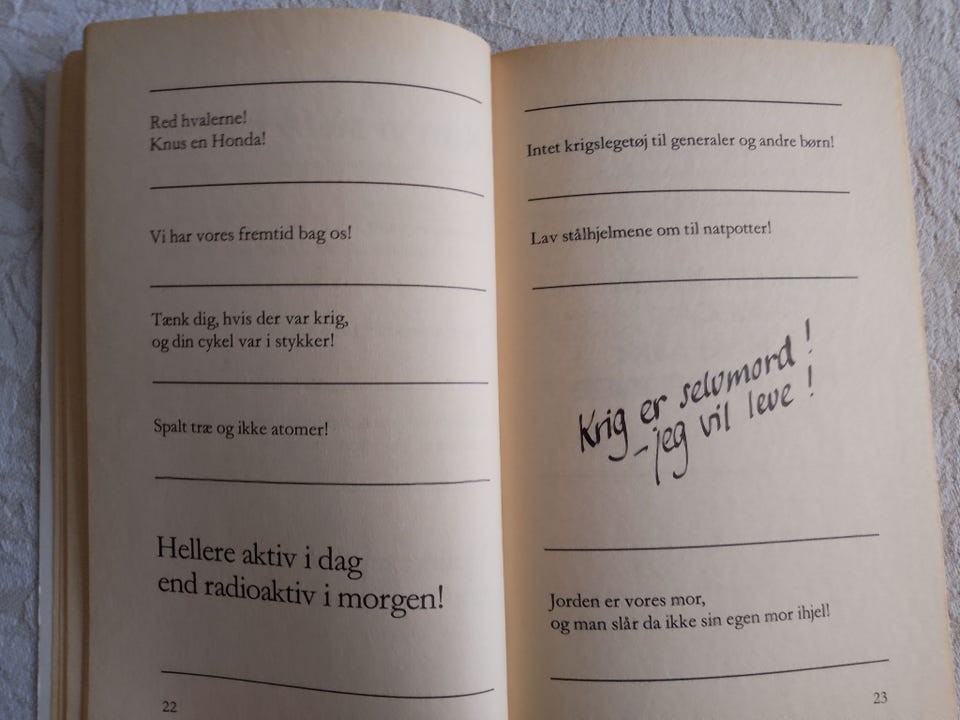 Red hvalerne!
Knus en Honda!
Vi har vores fremtid bag os!
Tænk dig, hvis der var krig,
og din cykel var i stykker!
Spalt træ og ikke atomer!
Hellere aktiv i dag
end radioaktiv i morgen!
22
Intet krigslegetøj til generaler og andre børn!
Lav stålhjelmene om til natpotter!
Krig er selvmord!
-jeg vil leve!
Jorden er vores mor,
og man slår da ikke sin egen mor ihjel!
23